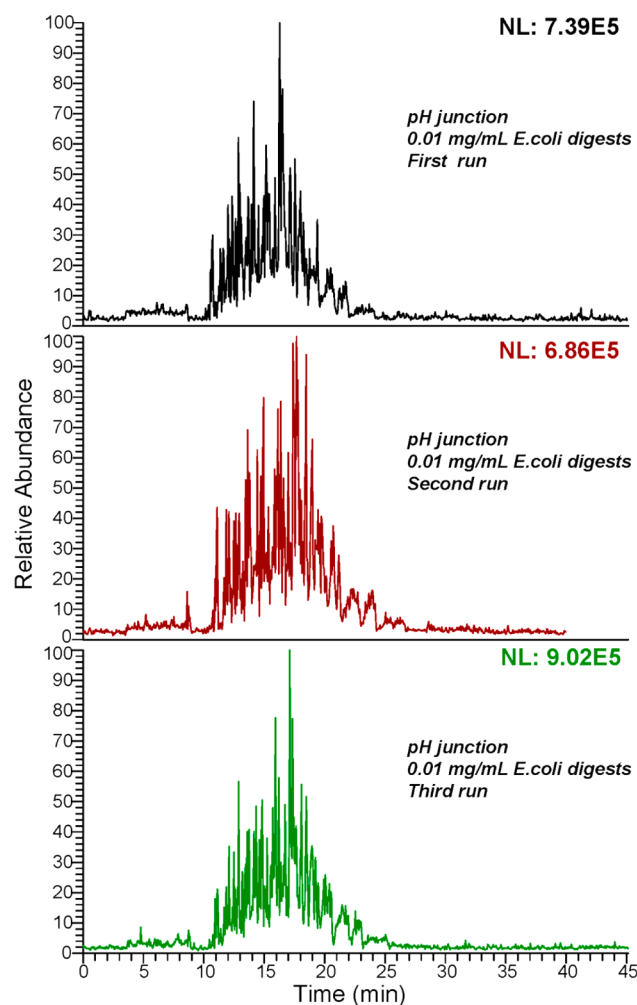 NL: 7.39E5
100
90
80
70
60
50
40
30
20
10
0
pH junction
0.01 mg/mL E.coli digests
First run
NL: 6.86E5
100
90
80
70
60
50
40
30
20
10
0
pH junction
0.01 mg/mL E.coli digests
Second run
Relative Abundance
NL: 9.02E5
100
90
80
70
60
50
40
30
20
10
0
pH junction
0.01 mg/mL E.coli digests
Third run
0 5 10 15 20 25 30 35 40 45
Time (min)